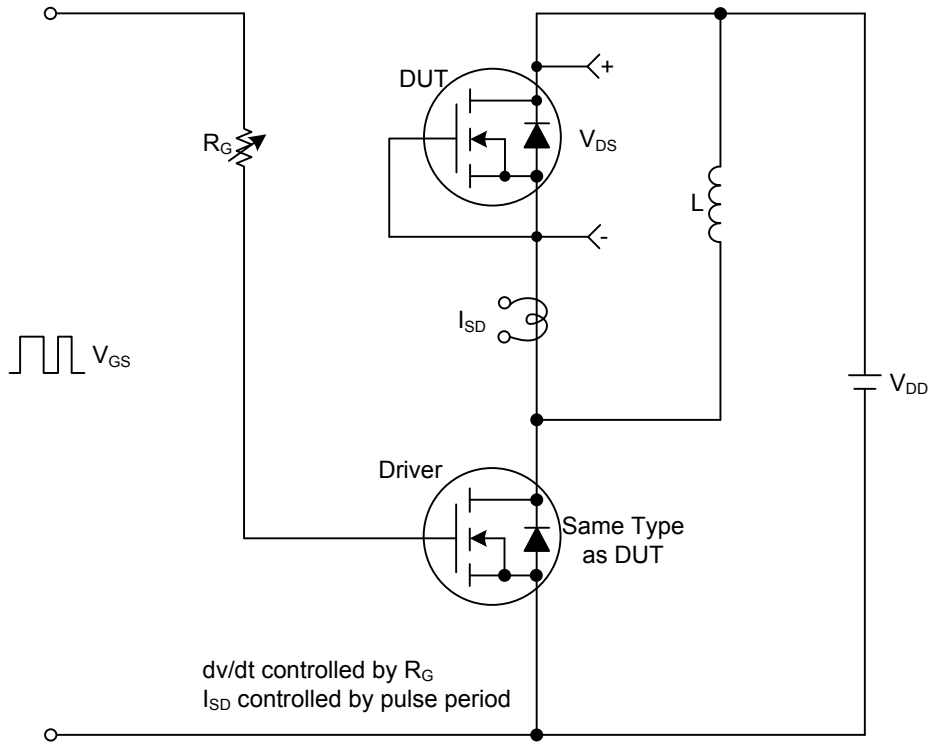 DUT
+
R_G
V_DS
L
-
I_SD
V_GS
V_DD
Driver
Same Type
as DUT
dv/dt controlled by R_G
I_SD controlled by pulse period